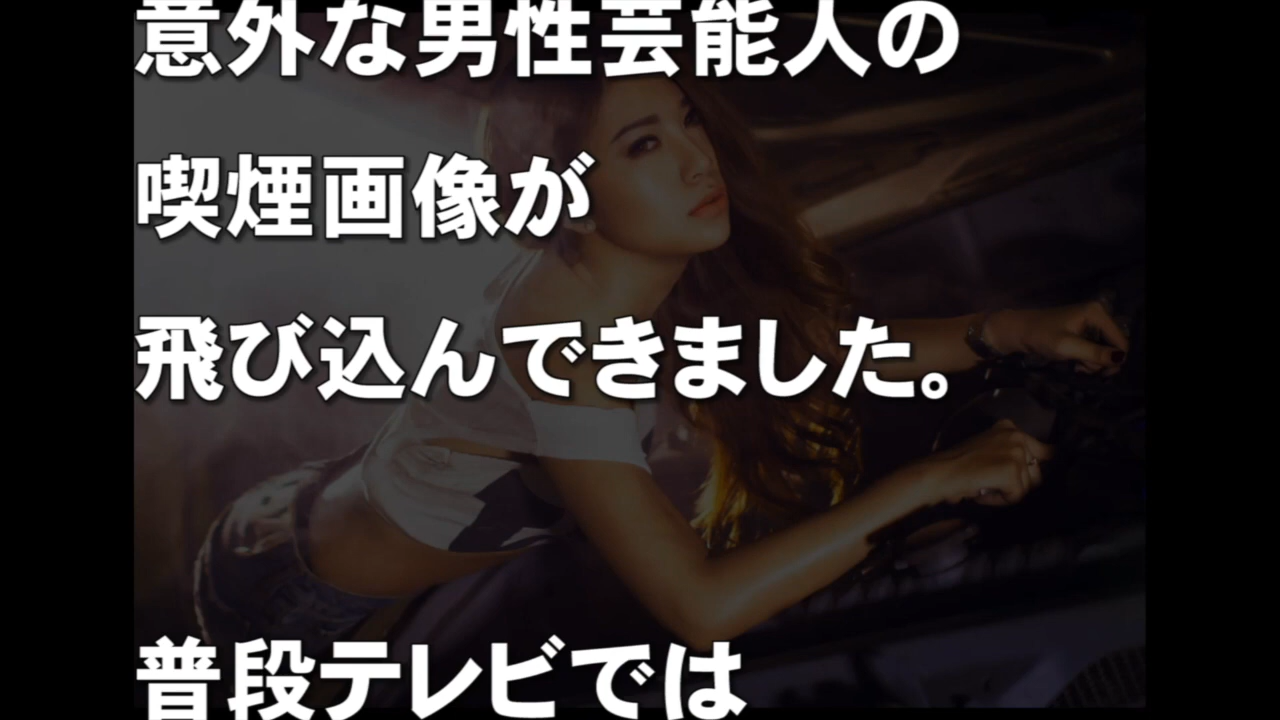 意外な男性芸能人の
喫煙画像が
飛び込んできました。
普段テレビでは